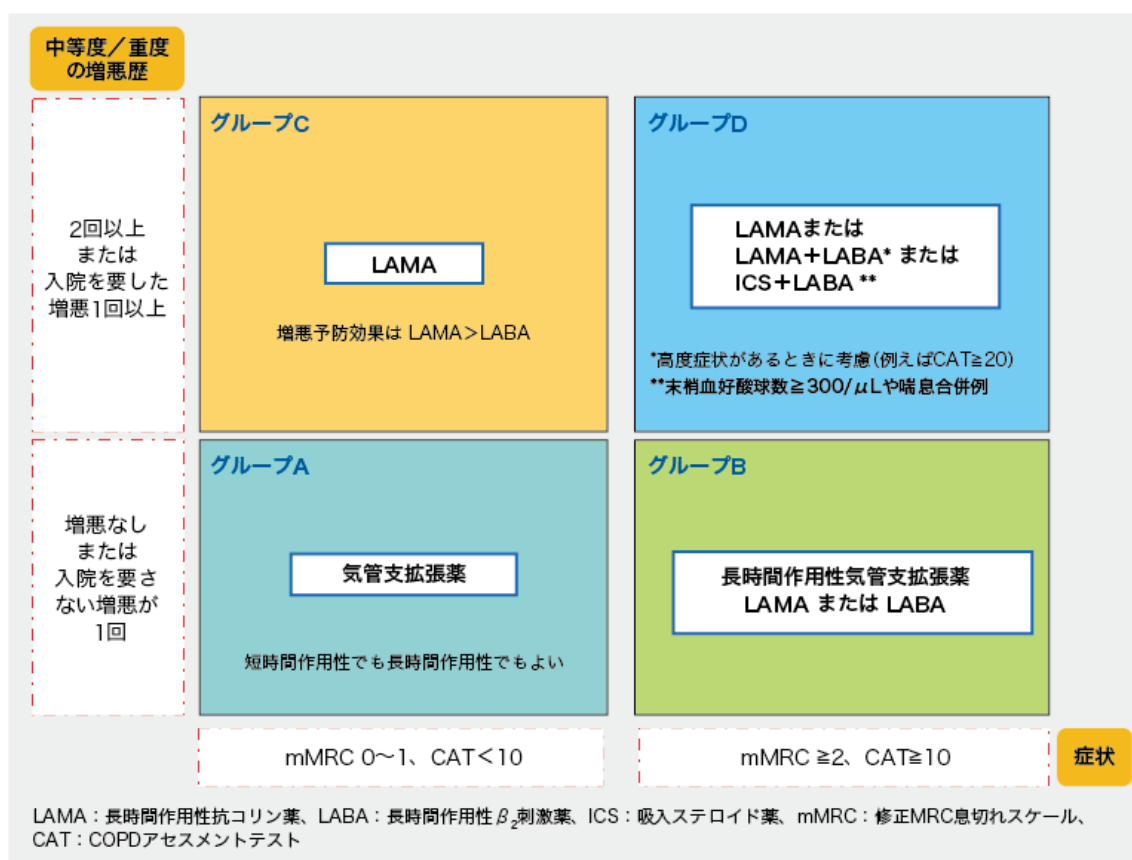 中等度／重度
の増悪歴
グループC
グループD
2回以上
または
入院を要した
増悪1回以上
LAMA
増悪予防効果は LAMA＞LABA
LAMAまたは
LAMA＋LABA* または
ICS＋LABA **
*高度症状があるときに考慮(例えばCAT≧20)
**末梢血好酸球数≧300/μLや喘息合併例
グループA
グループB
増悪なし
または
入院を要さ
ない増悪が
1回
気管支拡張薬
短時間作用性でも長時間作用性でもよい
長時間作用性気管支拡張薬
LAMA または LABA
mMRC 0〜1、CAT＜10
mMRC ≧2、CAT≧10
症状
LAMA：長時間作用性抗コリン薬、LABA：長時間作用性β₂刺激薬、ICS：吸入ステロイド薬、mMRC：修正MRC息切れスケール、
CAT：COPDアセスメントテスト